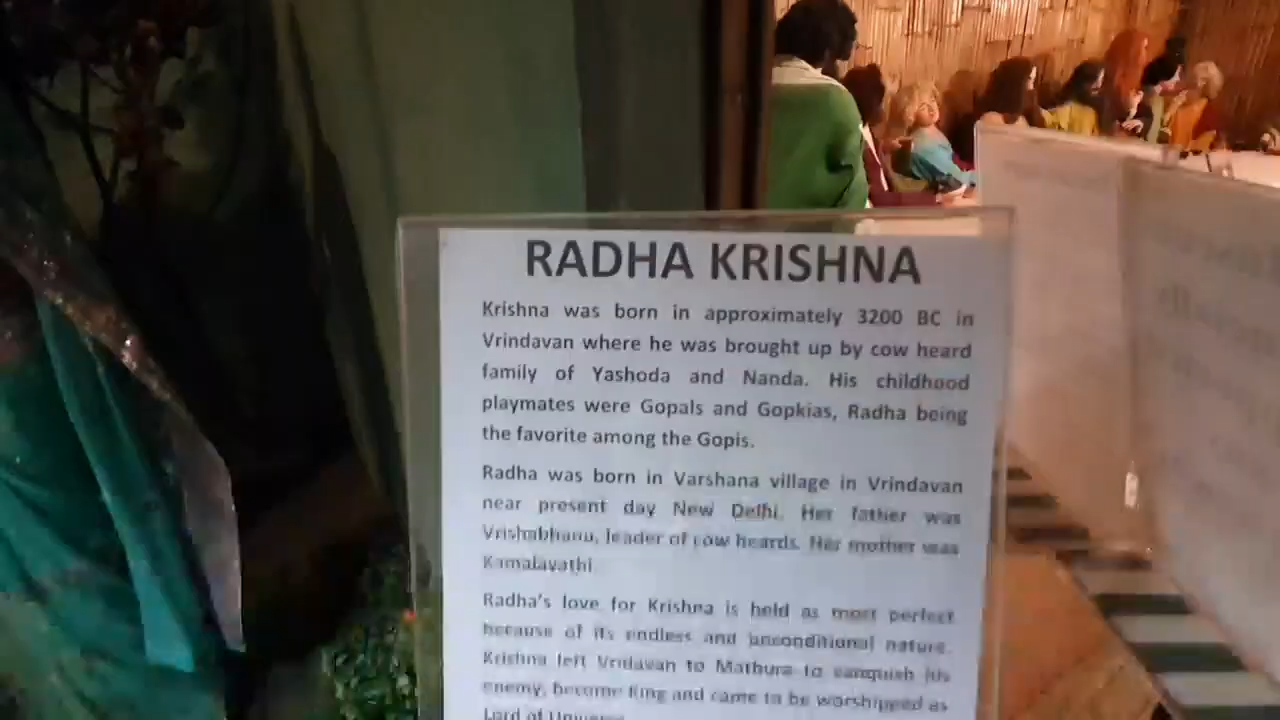 RADHA KRISHNA
Krishna was born in approximately 3200 BC in
Vrindavan where he was brought up by cow heard
family of Yashoda and Nanda. His childhood
playmates were Gopals and Gopkias, Radha being
the favorite among the Gopis.
Radha was born in Varshana village in Vrindavan
near present day New Delhi. Her father was
Vrishabhanu, leader of cow heards. Her mother was
Kamalavathi.
Radha's love for Krishna is held as most perfect
because of its endless and unconditional nature.
Krishna left Vridavan to Mathura to vanquish his
enemy, become King and came to be worshipped as
Lord of Universe